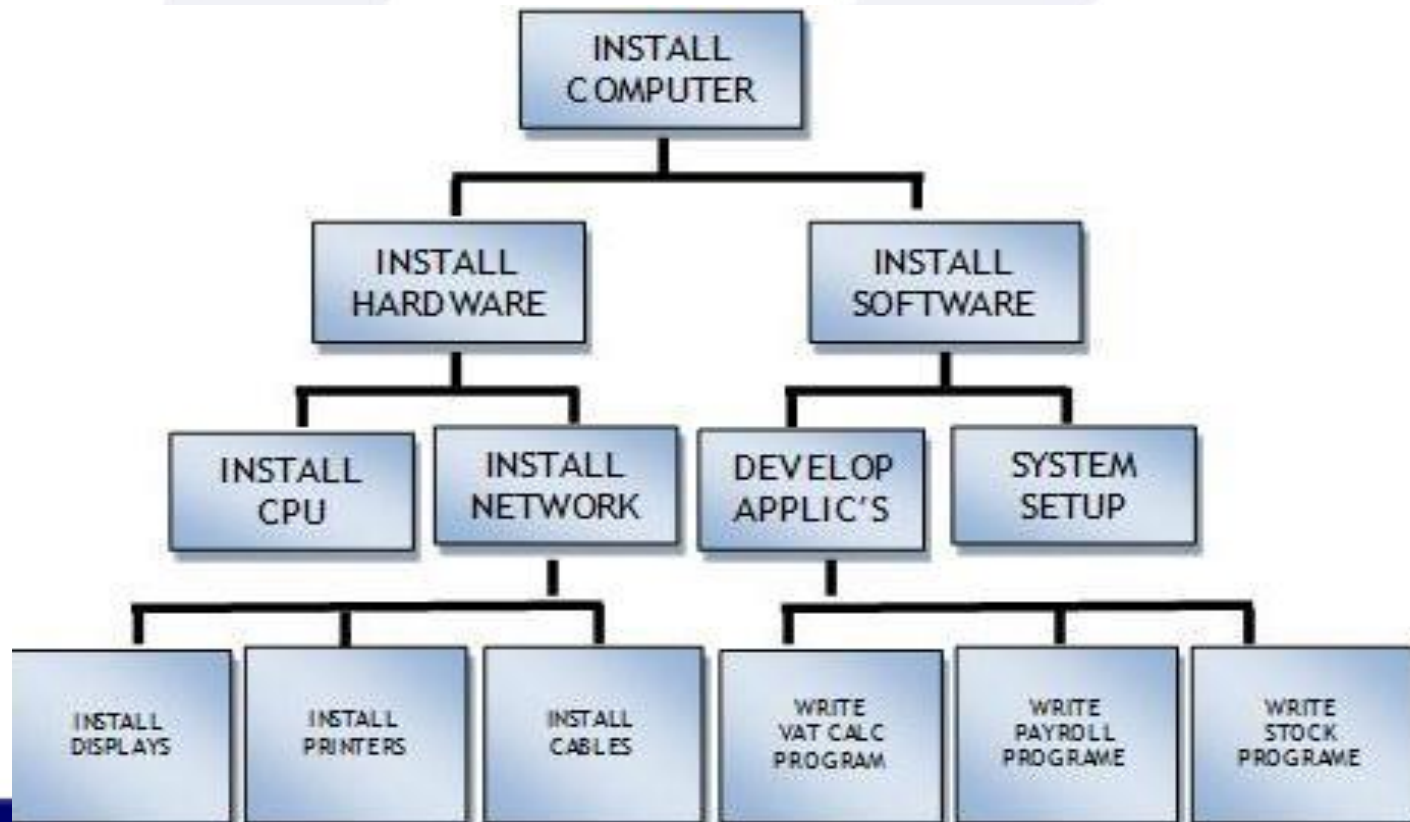 INSTALL
COMPUTER
INSTALL
HARDWARE
INSTALL
SOFTWARE
INSTALL
CPU
INSTALL
NETWORK
DEVELOP
APPLIC'S
SYSTEM
SETUP
INSTALL
DISPLAYS
INSTALL
PRINTERS
INSTALL
CABLES
WRITE
VAT CALC
PROGRAM
WRITE
PAYROLL
PROGRAME
WRITE
STOCK
PROGRAME